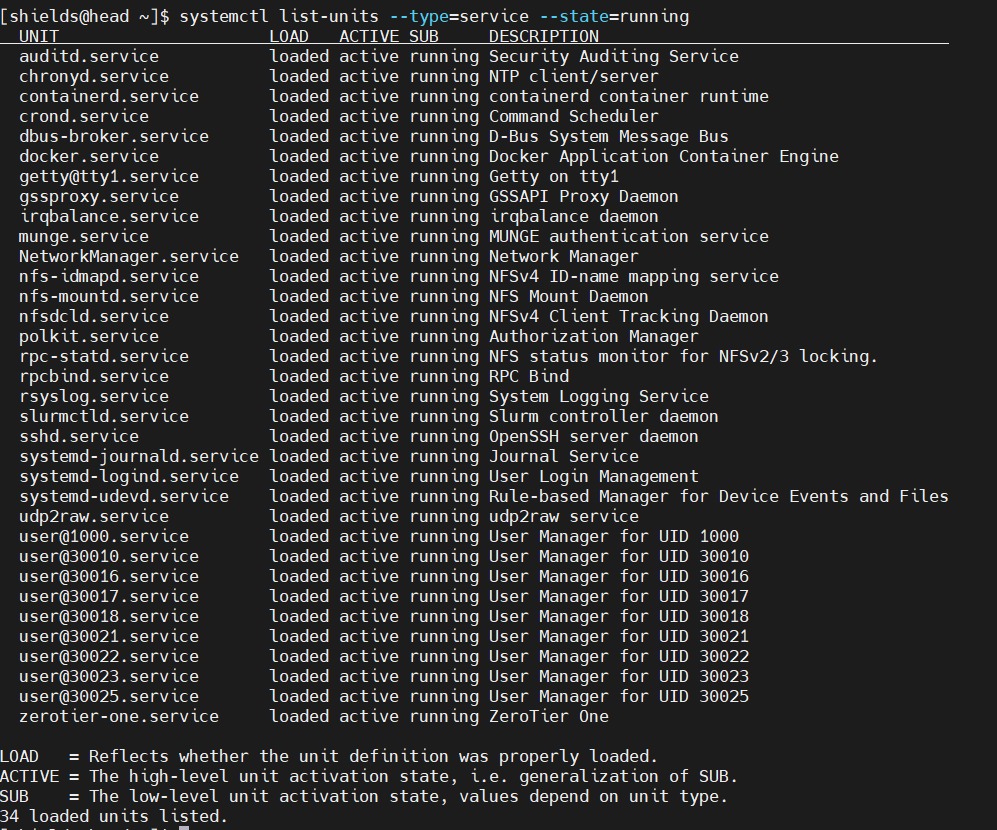 [shields@head ~]$ systemctl list-units --type=service --state=running
UNIT LOAD ACTIVE SUB DESCRIPTION
auditd.service loaded active running Security Auditing Service
chronyd.service loaded active running NTP client/server
containerd.service loaded active running containerd container runtime
crond.service loaded active running Command Scheduler
dbus-broker.service loaded active running D-Bus System Message Bus
docker.service loaded active running Docker Application Container Engine
getty@tty1.service loaded active running Getty on tty1
gssproxy.service loaded active running GSSAPI Proxy Daemon
irqbalance.service loaded active running irqbalance daemon
munge.service loaded active running MUNGE authentication service
NetworkManager.service loaded active running Network Manager
nfs-idmapd.service loaded active running NFSv4 ID-name mapping service
nfs-mountd.service loaded active running NFS Mount Daemon
nfsdcld.service loaded active running NFSv4 Client Tracking Daemon
polkit.service loaded active running Authorization Manager
rpc-statd.service loaded active running NFS status monitor for NFSv2/3 locking.
rpcbind.service loaded active running RPC Bind
rsyslog.service loaded active running System Logging Service
slurmctld.service loaded active running Slurm controller daemon
sshd.service loaded active running OpenSSH server daemon
systemd-journald.service loaded active running Journal Service
systemd-logind.service loaded active running User Login Management
systemd-udevd.service loaded active running Rule-based Manager for Device Events and Files
udp2raw.service loaded active running udp2raw service
user@1000.service loaded active running User Manager for UID 1000
user@30010.service loaded active running User Manager for UID 30010
user@30016.service loaded active running User Manager for UID 30016
user@30017.service loaded active running User Manager for UID 30017
user@30018.service loaded active running User Manager for UID 30018
user@30021.service loaded active running User Manager for UID 30021
user@30022.service loaded active running User Manager for UID 30022
user@30023.service loaded active running User Manager for UID 30023
user@30025.service loaded active running User Manager for UID 30025
zerotier-one.service loaded active running ZeroTier One
LOAD = Reflects whether the unit definition was properly loaded.
ACTIVE = The high-level unit activation state, i.e. generalization of SUB.
SUB = The low-level unit activation state, values depend on unit type.
34 loaded units listed.